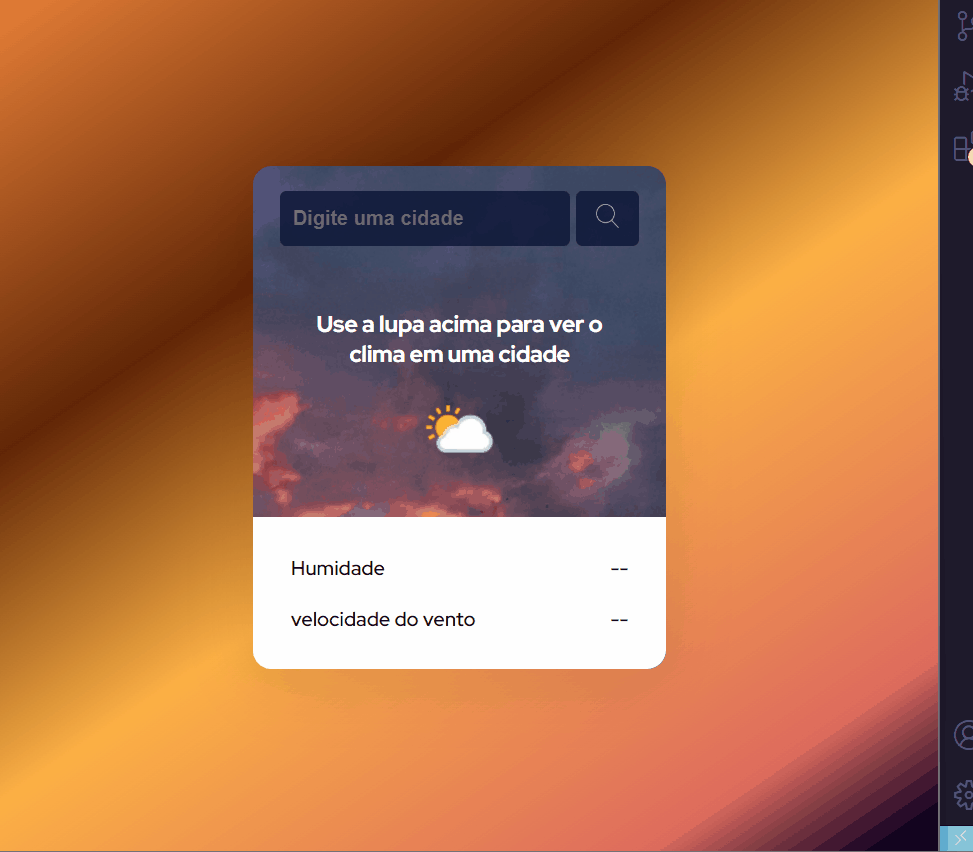 Digite uma cidade
Use a lupa acima para ver o
clima em uma cidade
Humidade --
velocidade do vento --